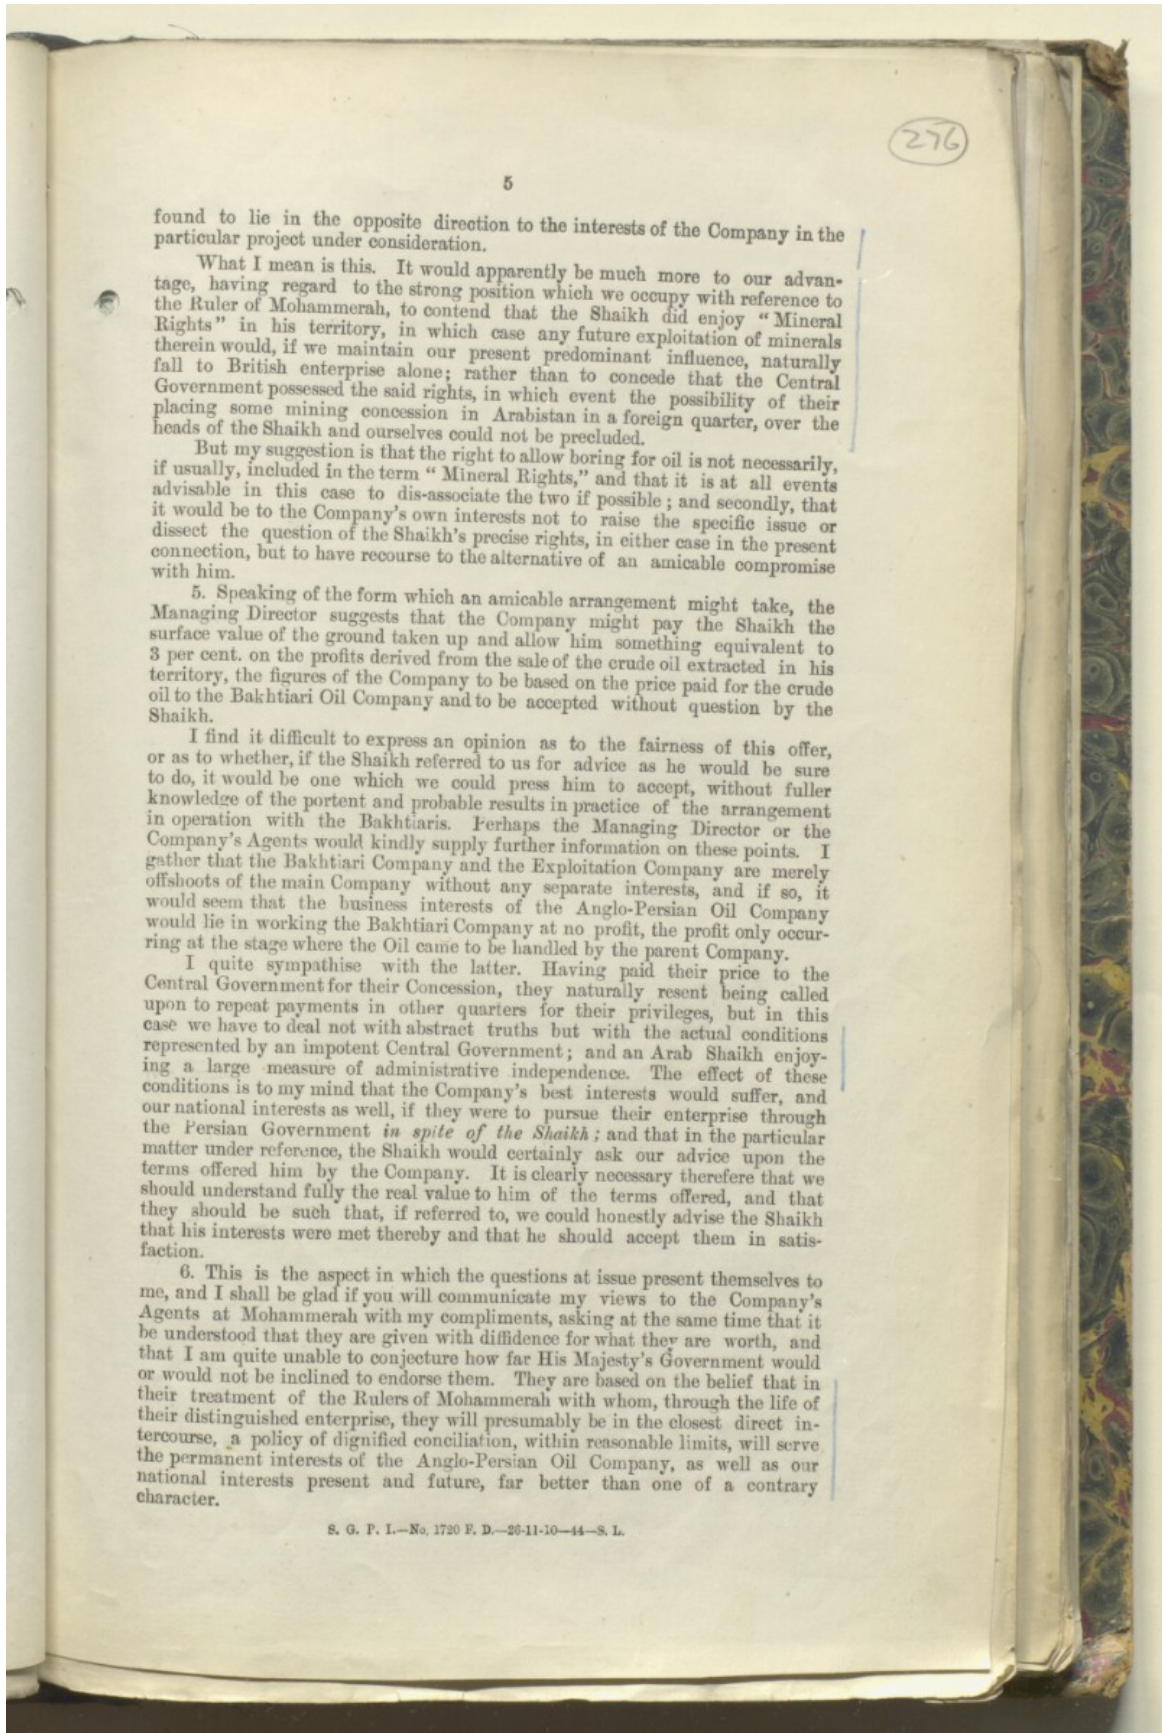 276
5
found to lie in the opposite direction to the interests of the Company in the
particular project under consideration.
What I mean is this. It would apparently be much more to our advan-
tage, having regard to the strong position which we occupy with reference to
the Ruler of Mohammerah, to contend that the Shaikh did enjoy “Mineral
Rights” in his territory, in which case any future exploitation of minerals
therein would, if we maintain our present predominant influence, naturally
fall to British enterprise alone; rather than to concede that the Central
Government possessed the said rights, in which event the possibility of their
placing some mining concession in Arabistan in a foreign quarter, over the
heads of the Shaikh and ourselves could not be precluded.
But my suggestion is that the right to allow boring for oil is not necessarily,
if usually, included in the term “Mineral Rights,” and that it is at all events
advisable in this case to dis-associate the two if possible; and secondly, that
it would be to the Company's own interests not to raise the specific issue or
dissect the question of the Shaikh's precise rights, in either case in the present
connection, but to have recourse to the alternative of an amicable compromise
with him.
5. Speaking of the form which an amicable arrangement might take, the
Managing Director suggests that the Company might pay the Shaikh the
surface value of the ground taken up and allow him something equivalent to
3 per cent. on the profits derived from the sale of the crude oil extracted in his
territory, the figures of the Company to be based on the price paid for the crude
oil to the Bakhtiari Oil Company and to be accepted without question by the
Shaikh.
I find it difficult to express an opinion as to the fairness of this offer,
or as to whether, if the Shaikh referred to us for advice as he would be sure
to do, it would be one which we could press him to accept, without fuller
knowledge of the portent and probable results in practice of the arrangement
in operation with the Bakhtiaris. Perhaps the Managing Director or the
Company's Agents would kindly supply further information on these points. I
gather that the Bakhtiari Company and the Exploitation Company are merely
offshoots of the main Company without any separate interests, and if so, it
would seem that the business interests of the Anglo-Persian Oil Company
would lie in working the Bakhtiari Company at no profit, the profit only occur-
ring at the stage where the Oil came to be handled by the parent Company.
I quite sympathise with the latter. Having paid their price to the
Central Government for their Concession, they naturally resent being called
upon to repeat payments in other quarters for their privileges, but in this
case we have to deal not with abstract truths but with the actual conditions
represented by an impotent Central Government; and an Arab Shaikh enjoy-
ing a large measure of administrative independence. The effect of these
conditions is to my mind that the Company's best interests would suffer, and
our national interests as well, if they were to pursue their enterprise through
the Persian Government in spite of the Shaikh; and that in the particular
matter under reference, the Shaikh would certainly ask our advice upon the
terms offered him by the Company. It is clearly necessary therefere that we
should understand fully the real value to him of the terms offered, and that
they should be such that, if referred to, we could honestly advise the Shaikh
that his interests were met thereby and that he should accept them in satis-
faction.
6. This is the aspect in which the questions at issue present themselves to
me, and I shall be glad if you will communicate my views to the Company's
Agents at Mohammerah with my compliments, asking at the same time that it
be understood that they are given with diffidence for what they are worth, and
that I am quite unable to conjecture how far His Majesty's Government would
or would not be inclined to endorse them. They are based on the belief that in
their treatment of the Rulers of Mohammerah with whom, through the life of
their distinguished enterprise, they will presumably be in the closest direct in-
tercourse, a policy of dignified conciliation, within reasonable limits, will serve
the permanent interests of the Anglo-Persian Oil Company, as well as our
national interests present and future, far better than one of a contrary
character.
S. G. P. I.—No. 1720 F. D.—26-11-10—44—S. L.